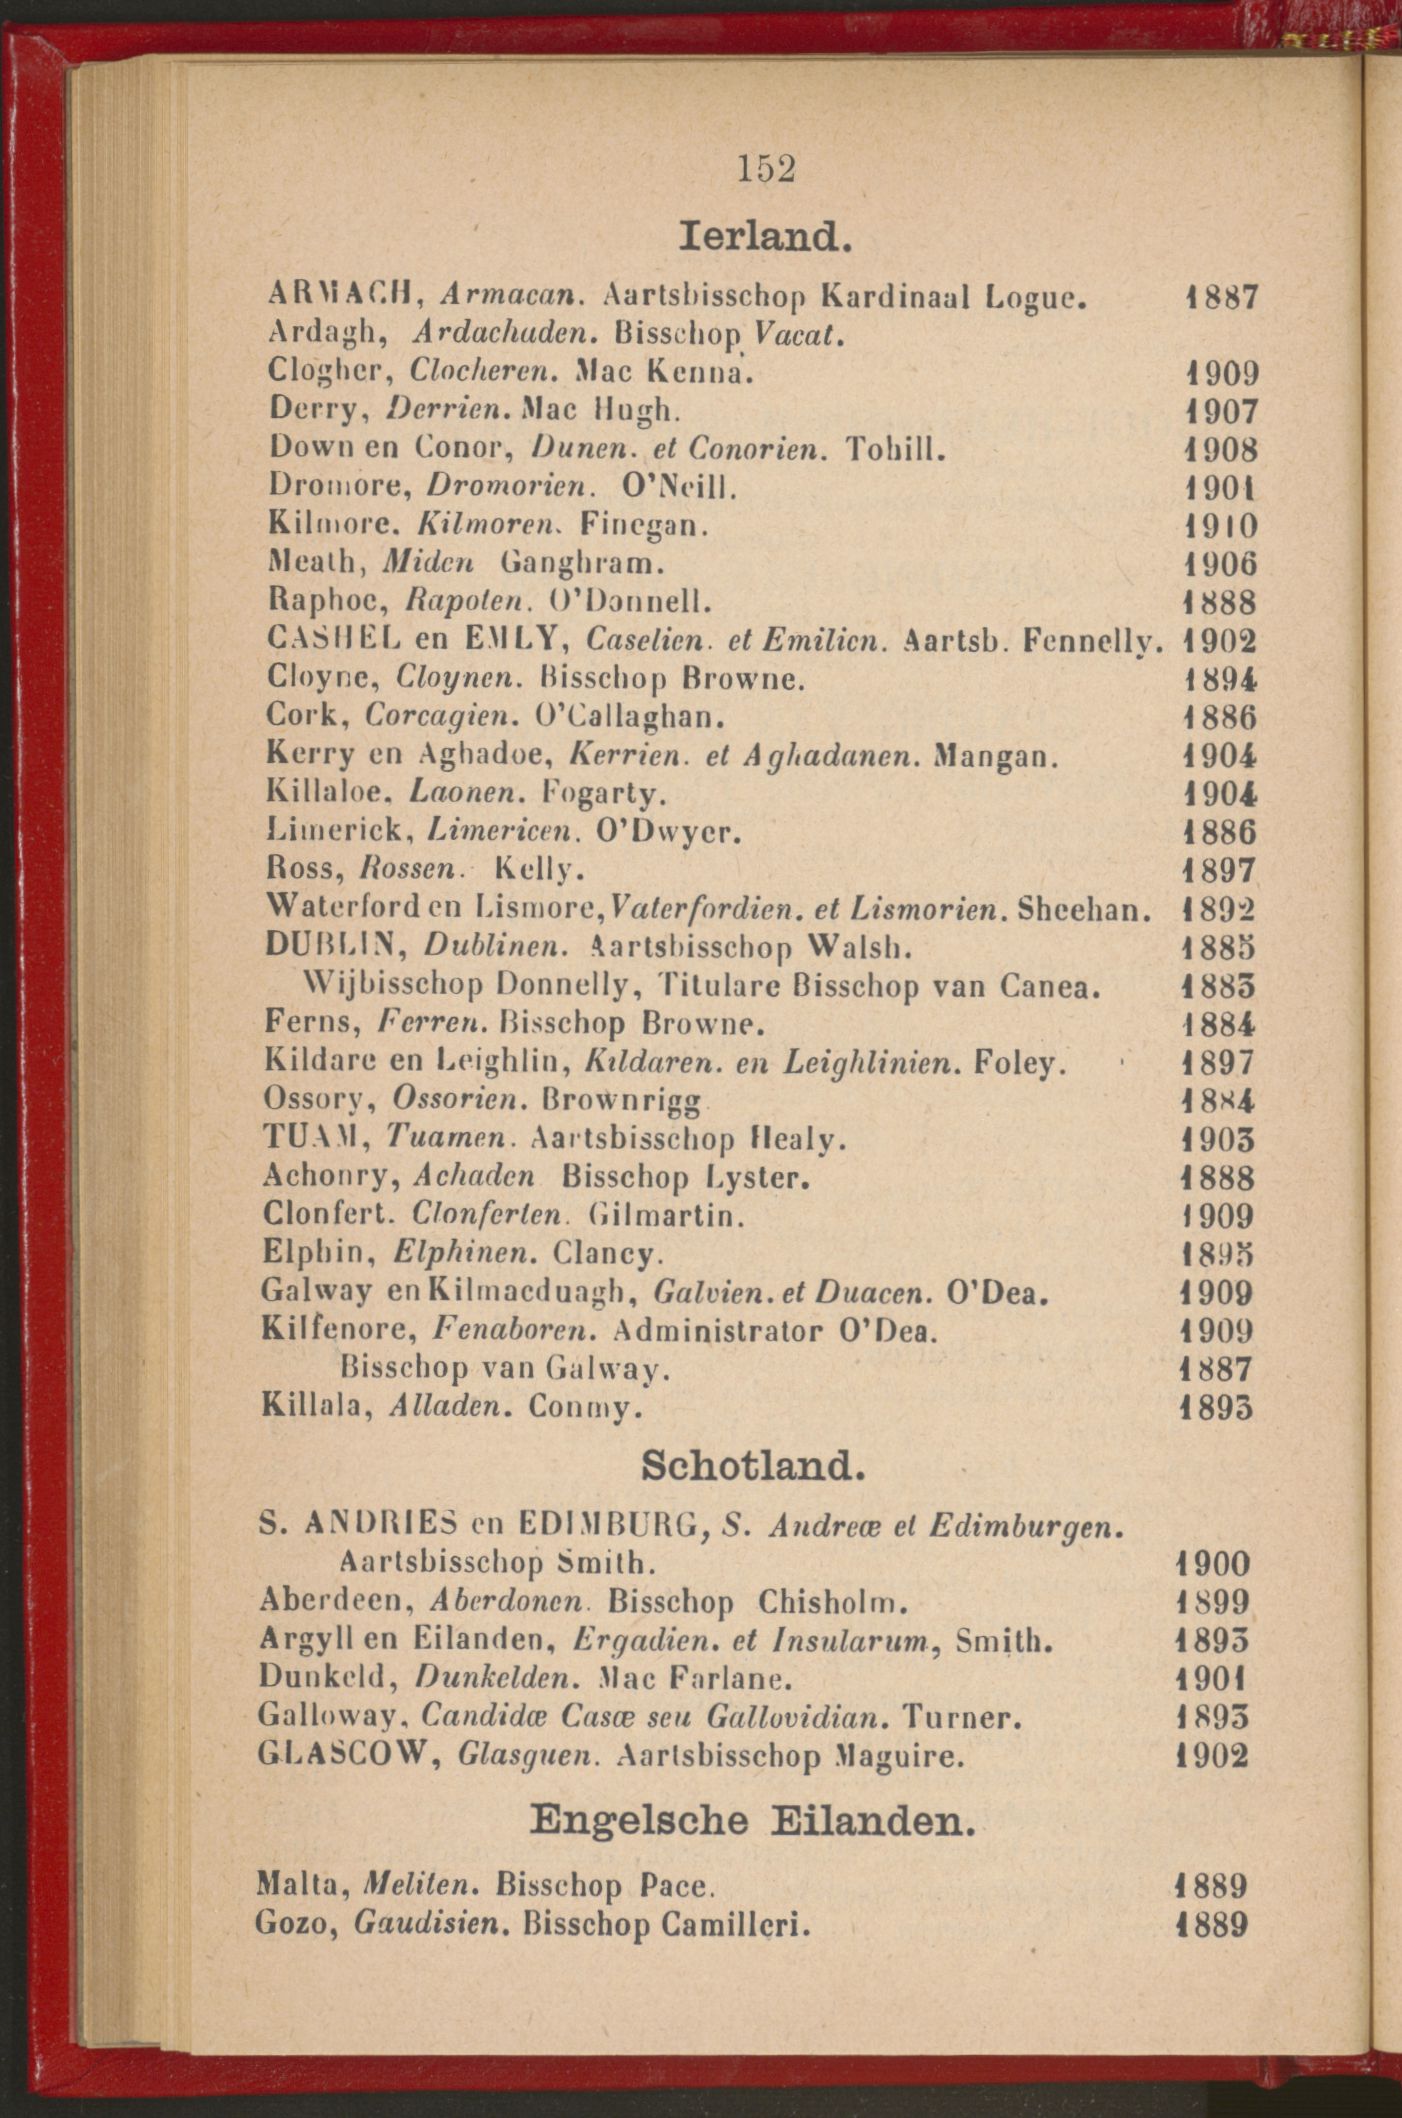 152
Ierland.
ARMACH, Armacan. Aartsbisschop Kardinaal Logue. 1887
Ardagh, Ardachaden. Bisschop Vacat.
Clogher, Clocheren. Mac Kenna. 1909
Derry, Derrien. Mac Hugh. 1907
Down en Conor, Dunen. et Conorien. Tohill. 1908
Dromore, Dromorien. O'Neill. 1901
Kilmore. Kilmoren. Finegan. 1910
Meath, Miden Ganghram. 1906
Raphoe, Rapoten. O'Donnell. 1888
CASHEL en EMLY, Caselien. et Emilien. Aartsb. Fennelly. 1902
Cloyne, Cloynen. Bisschop Browne. 1894
Cork, Corcagien. O'Callaghan. 1886
Kerry en Aghadoe, Kerrien. et Aghadanen. Mangan. 1904
Killaloe. Laonen. Fogarty. 1904
Limerick, Limericen. O'Dwyer. 1886
Ross, Rossen. Kelly. 1897
Waterford en Lismore, Vaterfordien. et Lismorien. Sheehan. 1892
DUBLIN, Dublinen. Aartsbisschop Walsh. 1885
Wijbisschop Donnelly, Titulare Bisschop van Canea. 1883
Ferns, Ferren. Bisschop Browne. 1884
Kildare en Leighlin, Kildaren. en Leighlinien. Foley. 1897
Ossory, Ossorien. Brownrigg 1884
TUAM, Tuamen. Aartsbisschop Healy. 1903
Achonry, Achaden Bisschop Lyster. 1888
Clonfert. Clonferten. Gilmartin. 1909
Elphin, Elphinen. Clancy. 1895
Galway en Kilmacduagh, Galvien. et Duacen. O'Dea. 1909
Kilfenore, Fenaboren. Administrator O'Dea. 1909
Bisschop van Galway. 1887
Killala, Alladen. Conmy. 1893
Schotland.
S. ANDRIES en EDIMBURG, S. Andreæ et Edimburgen.
Aartsbisschop Smith. 1900
Aberdeen, Aberdonen. Bisschop Chisholm. 1899
Argyll en Eilanden, Ergadien. et Insularum, Smith. 1893
Dunkeld, Dunkelden. Mac Farlane. 1901
Galloway. Candidæ Casæ seu Gallovidian. Turner. 1893
GLASCOW, Glasguen. Aartsbisschop Maguire. 1902
Engelsche Eilanden.
Malta, Meliten. Bisschop Pace. 1889
Gozo, Gaudisien. Bisschop Camilleri. 1889